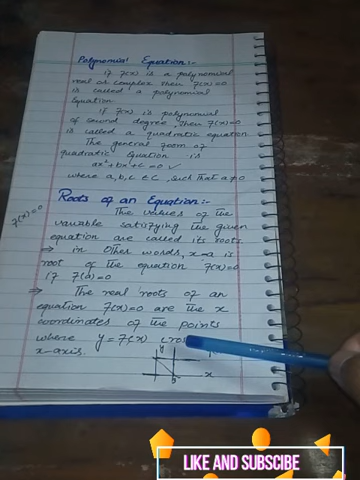 Polynomial Equation:-
if f(x) is a polynomial
real or complex then f(x)=0
is called a polynomial
Equation
if f(x) is polynomial
of second degree, Then f(x)=0
is called a quadratic equation
The general form of
quadratic Equation is
ax²+bx+c=0 ✓
where a,b,c ∈ C, such that a≠0
Roots of an Equation:-
f(x)=0
The values of the
variable satisfying the given
equation are called its roots.
⇒ in other words, x=a is
root of the equation f(x)=0
if f(a)=0
⇒ The real roots of an
equation f(x)=0 are the x
coordinates of the points
where y=f(x)
x-axis.
y
x
LIKE AND SUBSCIBE